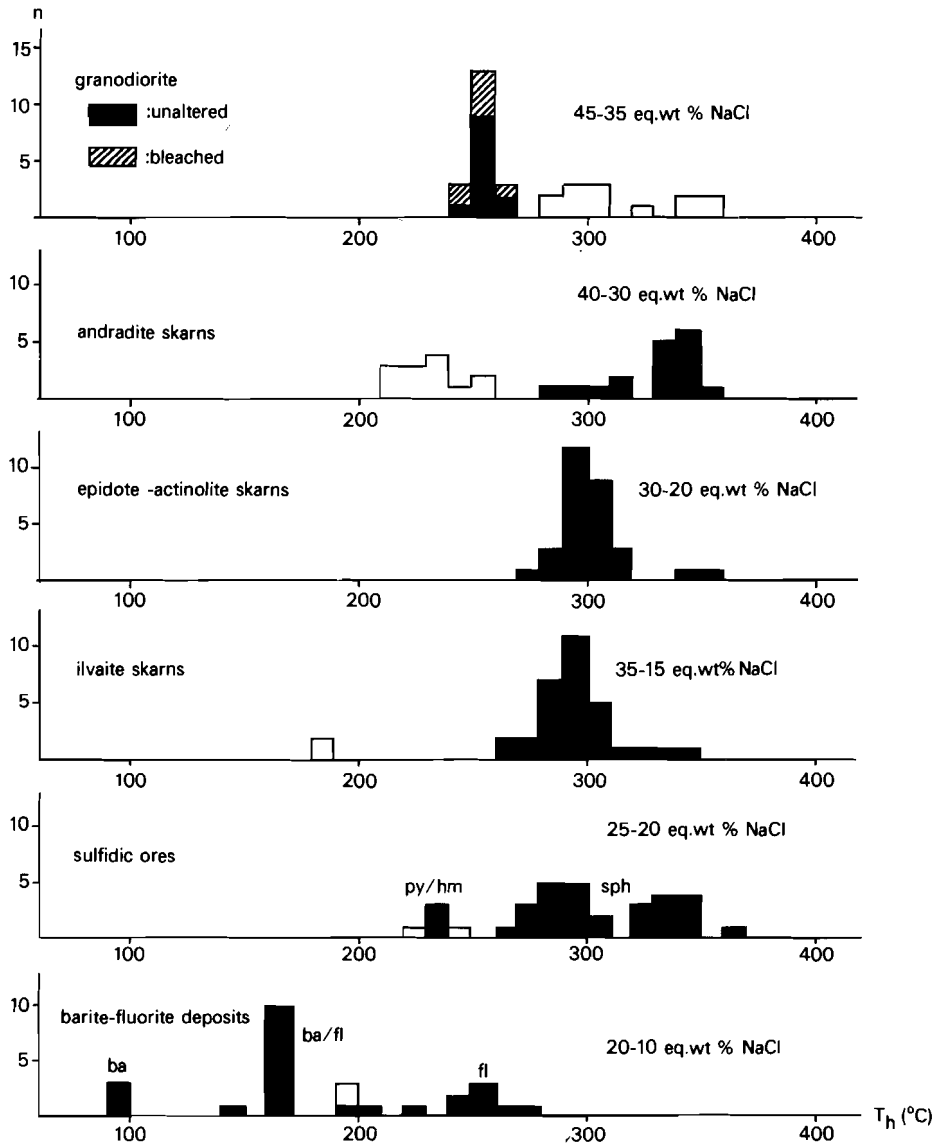 n
15
10
5
granodiorite
:unaltered
:bleached
45-35 eq.wt % NaCl
100 200 300 400
10
5
andradite skarns
40-30 eq.wt % NaCl
100 200 300 400
10
5
epidote -actinolite skarns
30-20 eq.wt % NaCl
100 200 300 400
10
5
ilvaite skarns
35-15 eq.wt% NaCl
100 200 300 400
10
5
sulfidic ores
25-20 eq.wt % NaCl
py/hm
sph
100 200 300 400
10
5
barite-fluorite deposits
ba
ba/fl
fl
20-10 eq.wt % NaCl
100 200 300 400
Th (°C)